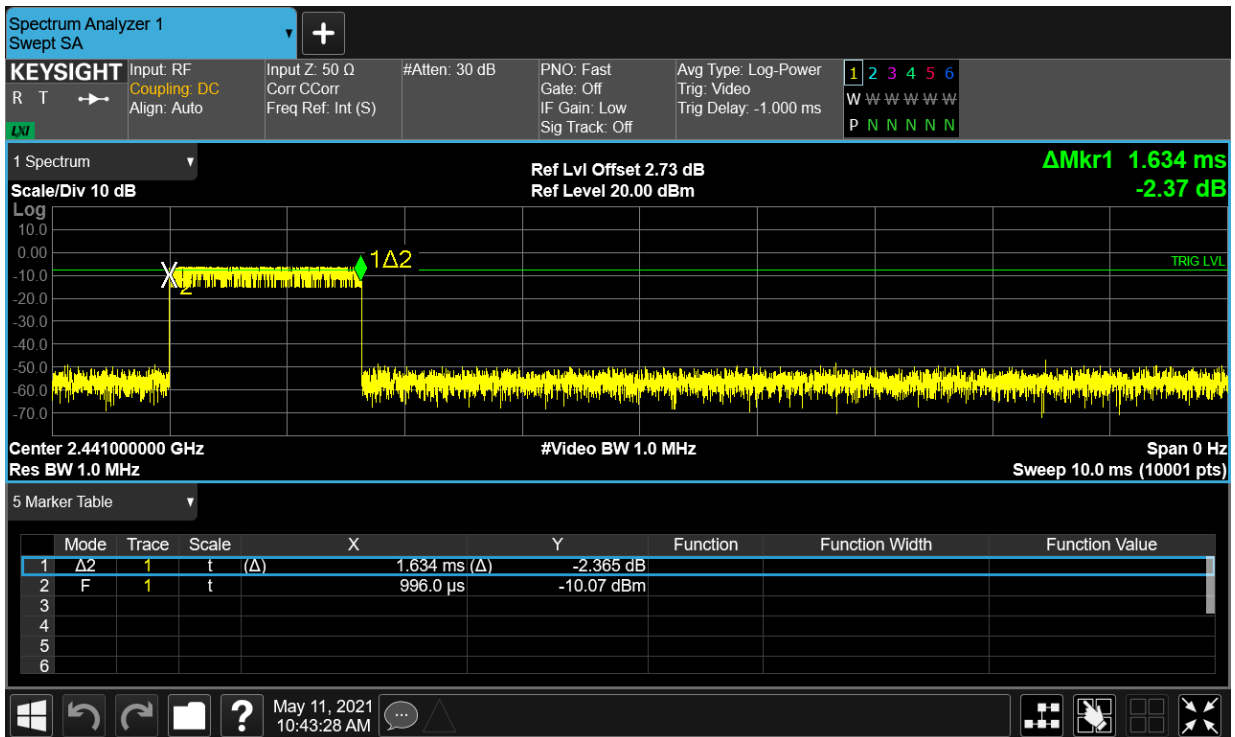 Spectrum Analyzer 1
Swept SA
+
KEYSIGHT
R T
LXI
Input: RF
Coupling: DC
Align: Auto
Input Z: 50 Ω
Corr CCorr
Freq Ref: Int (S)
#Atten: 30 dB
PNO: Fast
Gate: Off
IF Gain: Low
Sig Track: Off
Avg Type: Log-Power
Trig: Video
Trig Delay: -1.000 ms
1 2 3 4 5 6
W W W W W W
P N N N N N
1 Spectrum
Scale/Div 10 dB
Ref Lvl Offset 2.73 dB
Ref Level 20.00 dBm
ΔMkr1 1.634 ms
-2.37 dB
Log
10.0
0.00
-10.0
-20.0
-30.0
-40.0
-50.0
-60.0
-70.0
X
2
1Δ2
TRIG LVL
Center 2.441000000 GHz
#Video BW 1.0 MHz
Span 0 Hz
Res BW 1.0 MHz
Sweep 10.0 ms (10001 pts)
5 Marker Table
Mode Trace Scale X Y Function Function Width Function Value
1 Δ2 1 t (Δ) 1.634 ms (Δ) -2.365 dB
2 F 1 t 996.0 µs -10.07 dBm
3
4
5
6
?
May 11, 2021
10:43:28 AM